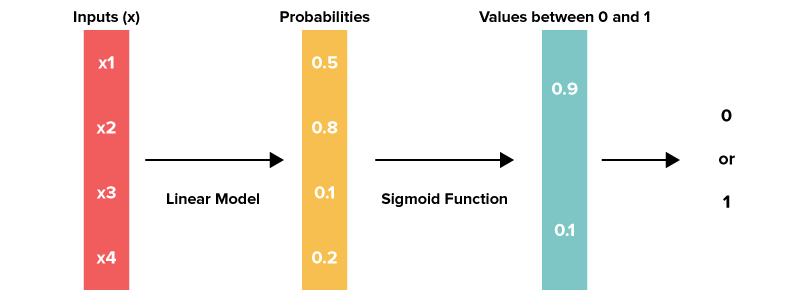 Inputs (x)
Probabilities
Values between 0 and 1
x1
x2
x3
x4
Linear Model
0.5
0.8
0.1
0.2
Sigmoid Function
0.9
0.1
0
or
1